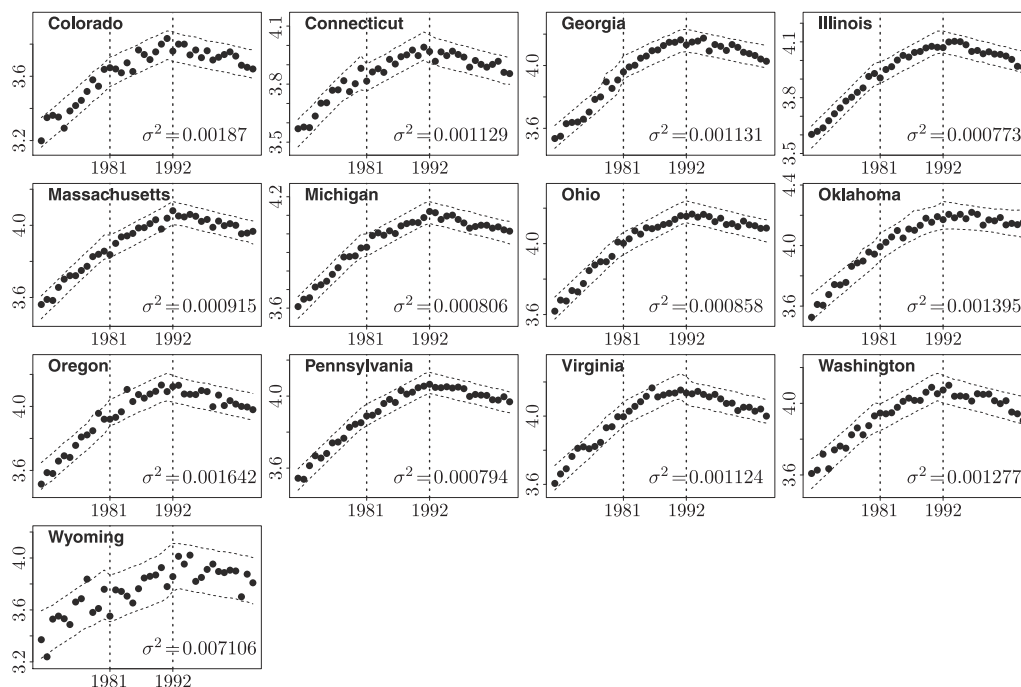 Colorado
3.6
3.2
σ²=0.00187
1981 1992
Connecticut
4.1
3.8
3.5
σ²=0.001129
1981 1992
Georgia
4.0
3.6
σ²=0.001131
1981 1992
Illinois
4.1
3.8
3.5
σ²=0.000773
1981 1992
Massachusetts
4.0
3.6
σ²=0.000915
1981 1992
Michigan
4.2
3.9
3.6
σ²=0.000806
1981 1992
Ohio
4.0
3.6
σ²=0.000858
1981 1992
Oklahoma
4.4
4.0
3.6
σ²=0.001395
1981 1992
Oregon
4.0
3.6
σ²=0.001642
1981 1992
Pennsylvania
4.0
3.6
σ²=0.000794
1981 1992
Virginia
4.0
3.6
σ²=0.001124
1981 1992
Washington
4.0
3.6
σ²=0.001277
1981 1992
Wyoming
4.0
3.6
3.2
σ²=0.007106
1981 1992